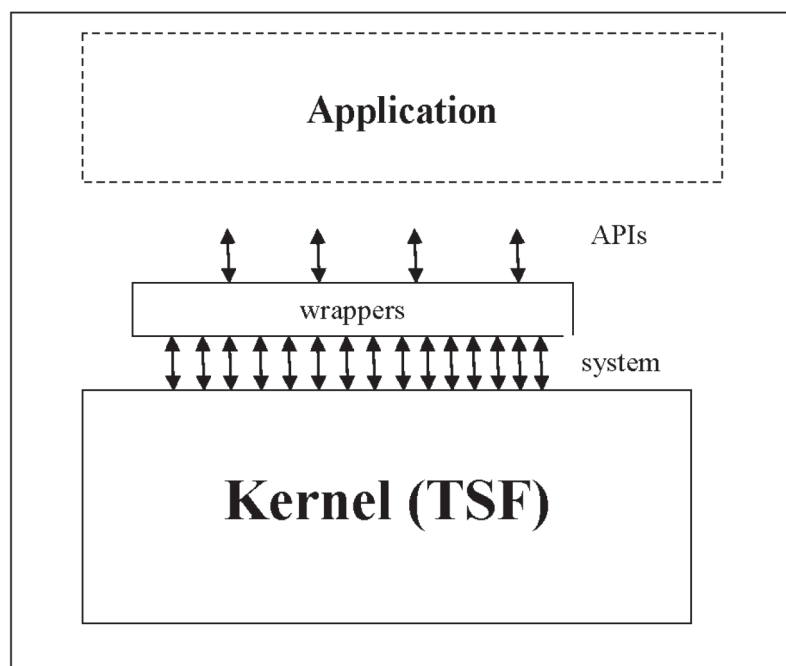 Application
APIs
wrappers
system
Kernel (TSF)